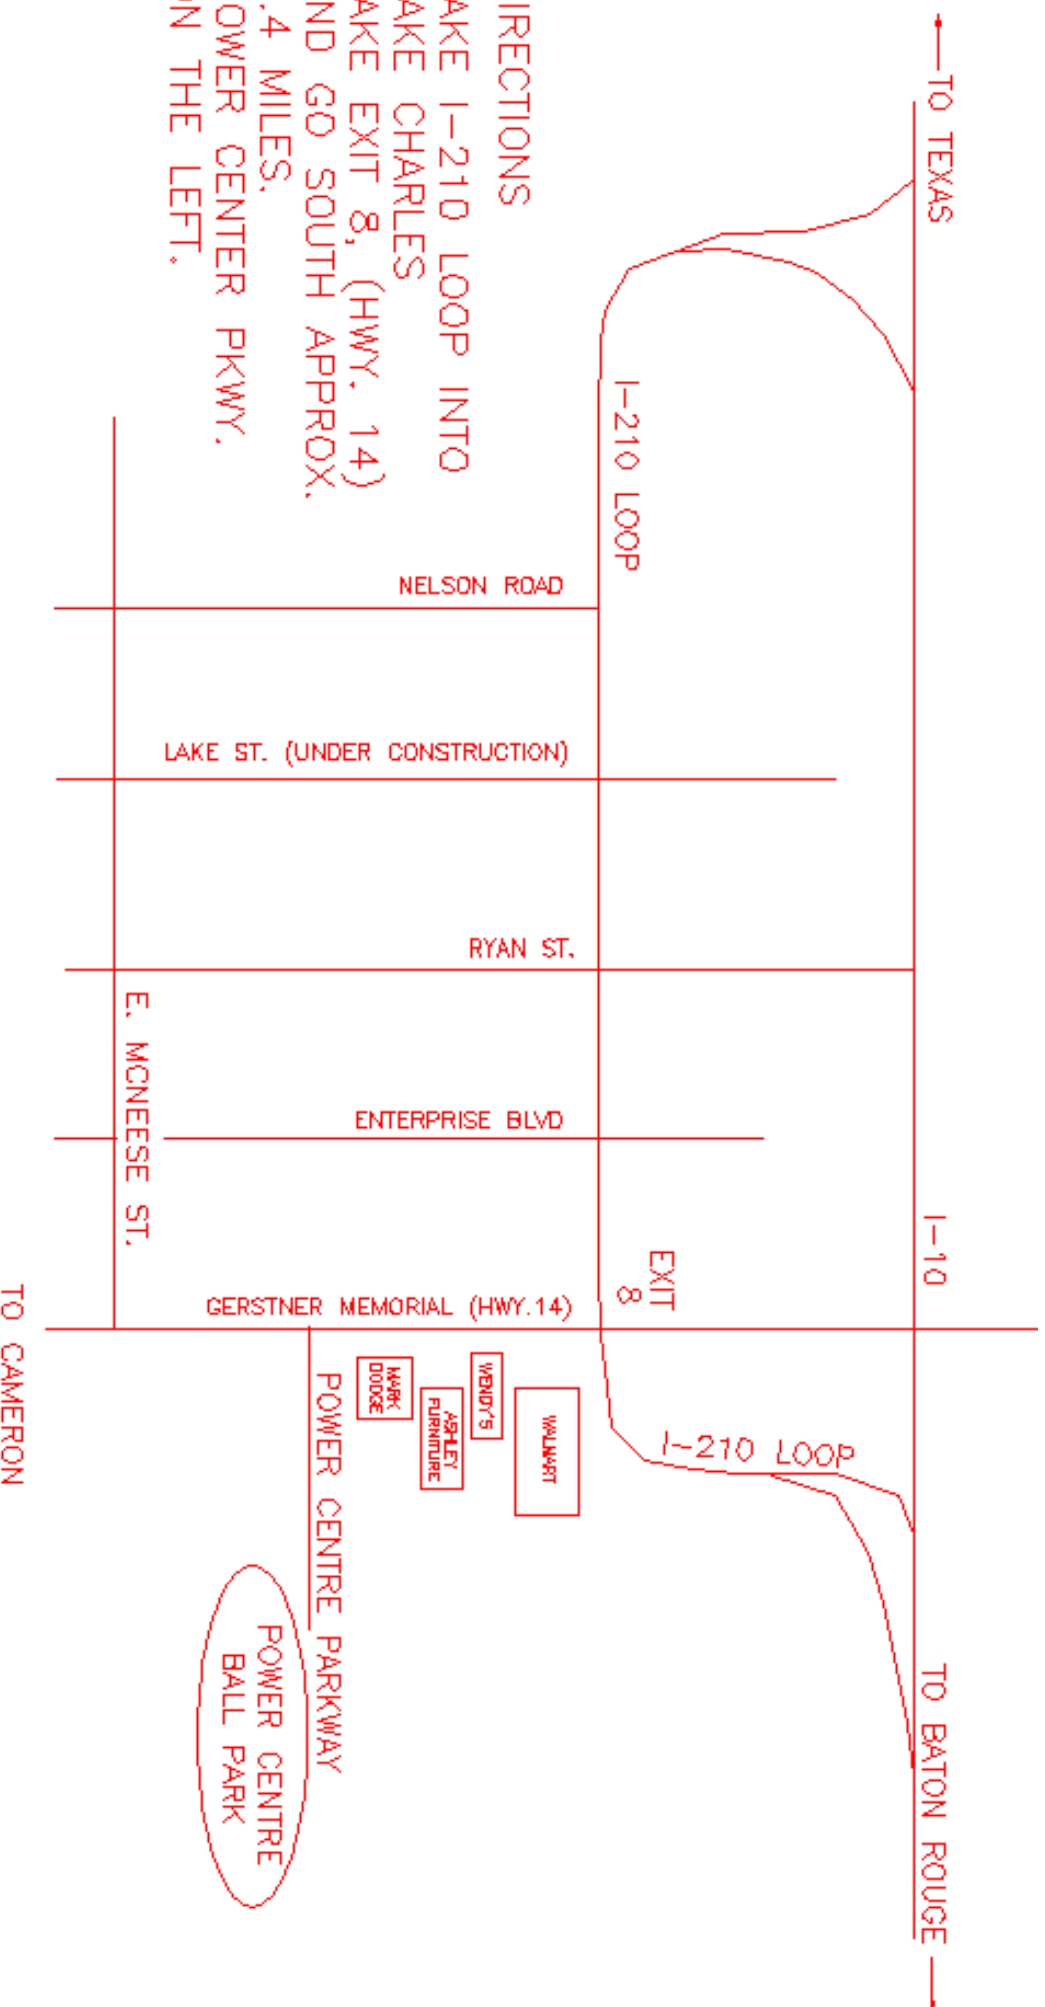 TO TEXAS
I-10
TO BATON ROUGE
I-210 LOOP
EXIT
8
I-210 LOOP
NELSON ROAD
LAKE ST. (UNDER CONSTRUCTION)
RYAN ST.
ENTERPRISE BLVD
GERSTNER MEMORIAL (HWY.14)
WALMART
WENDY'S
ASHLEY
FURNITURE
MARK
DODGE
POWER CENTRE PARKWAY
POWER CENTRE
BALL PARK
E. MCNEESE ST.
TO CAMERON
IRECTIONS
AKE I-210 LOOP INTO
AKE CHARLES
AKE EXIT 8, (HWY. 14)
ND GO SOUTH APPROX.
.4 MILES.
OWER CENTER PKWY.
ON THE LEFT.